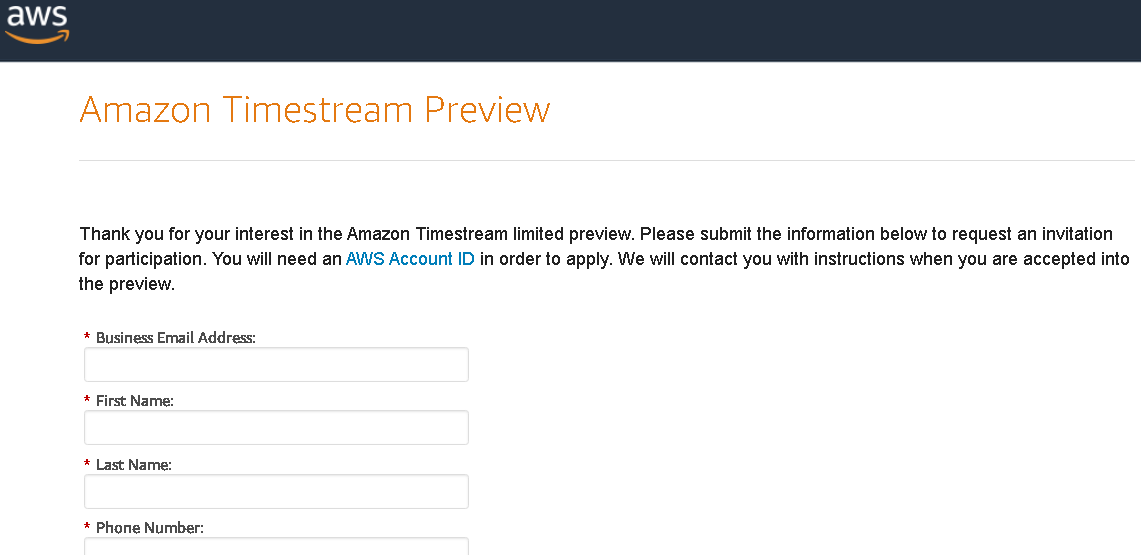 aws
Amazon Timestream Preview
Thank you for your interest in the Amazon Timestream limited preview. Please submit the information below to request an invitation
for participation. You will need an AWS Account ID in order to apply. We will contact you with instructions when you are accepted into
the preview.
* Business Email Address:
* First Name:
* Last Name:
* Phone Number: